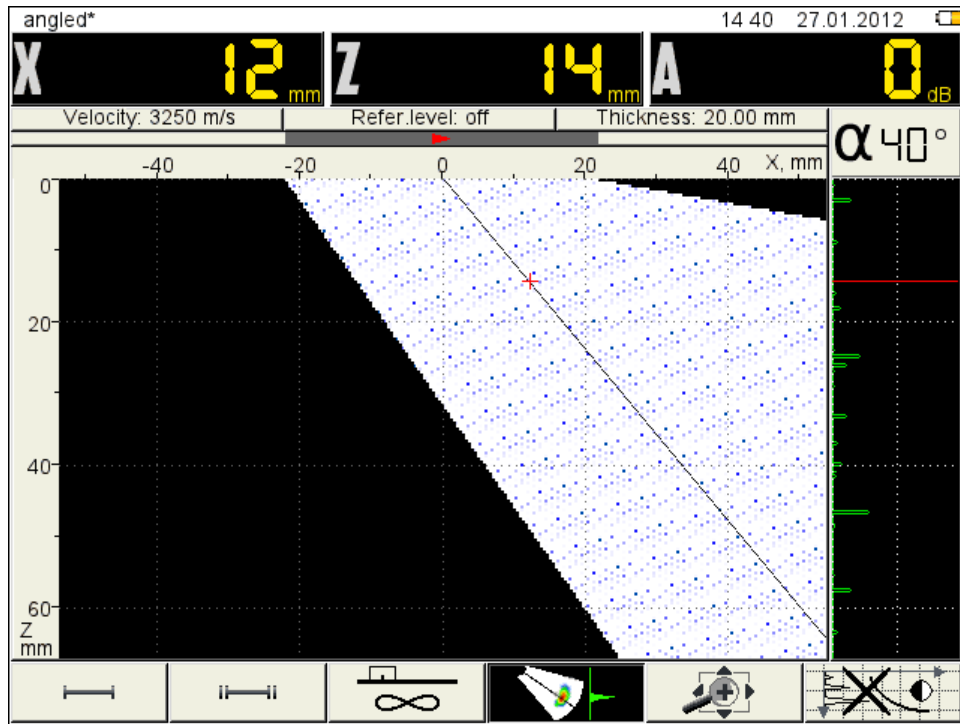 angled*
14 40 27.01.2012
X 12 mm Z 14 mm A 0 dB
Velocity: 3250 m/s Refer.level: off Thickness: 20.00 mm
α 40°
-40 -20 0 20 40 X, mm
0
20
40
60
Z
mm